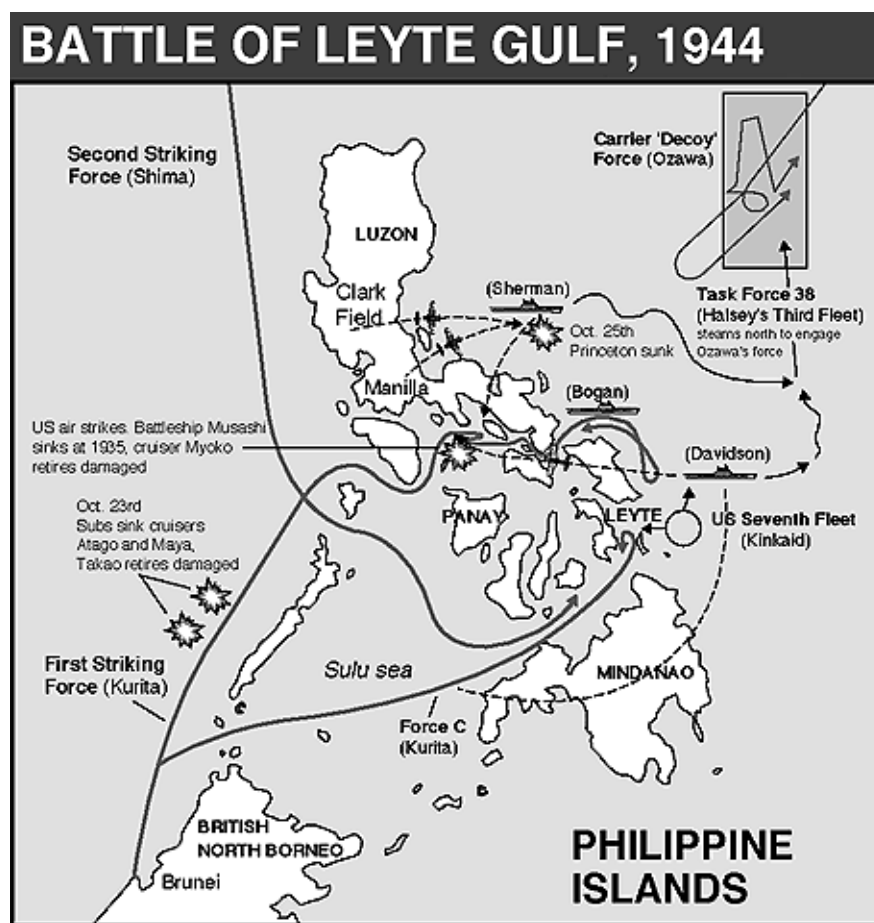 BATTLE OF LEYTE GULF, 1944
Second Striking
Force (Shima)
Carrier 'Decoy'
Force (Ozawa)
LUZON
Clark
Field
(Sherman)
Task Force 38
(Halsey's Third Fleet)
steams north to engage
Ozawa's force
Oct. 25th
Princeton sunk
Manilla
(Bogan)
US air strikes. Battleship Musashi
sinks at 1935, cruiser Myoko
retires damaged
(Davidson)
Oct. 23rd
Subs sink cruisers
Atago and Maya,
Takao retires damaged
PANAY
LEYTE
US Seventh Fleet
(Kinkaid)
First Striking
Force (Kurita)
Sulu sea
MINDANAO
Force C
(Kurita)
BRITISH
NORTH BORNEO
Brunei
PHILIPPINE
ISLANDS